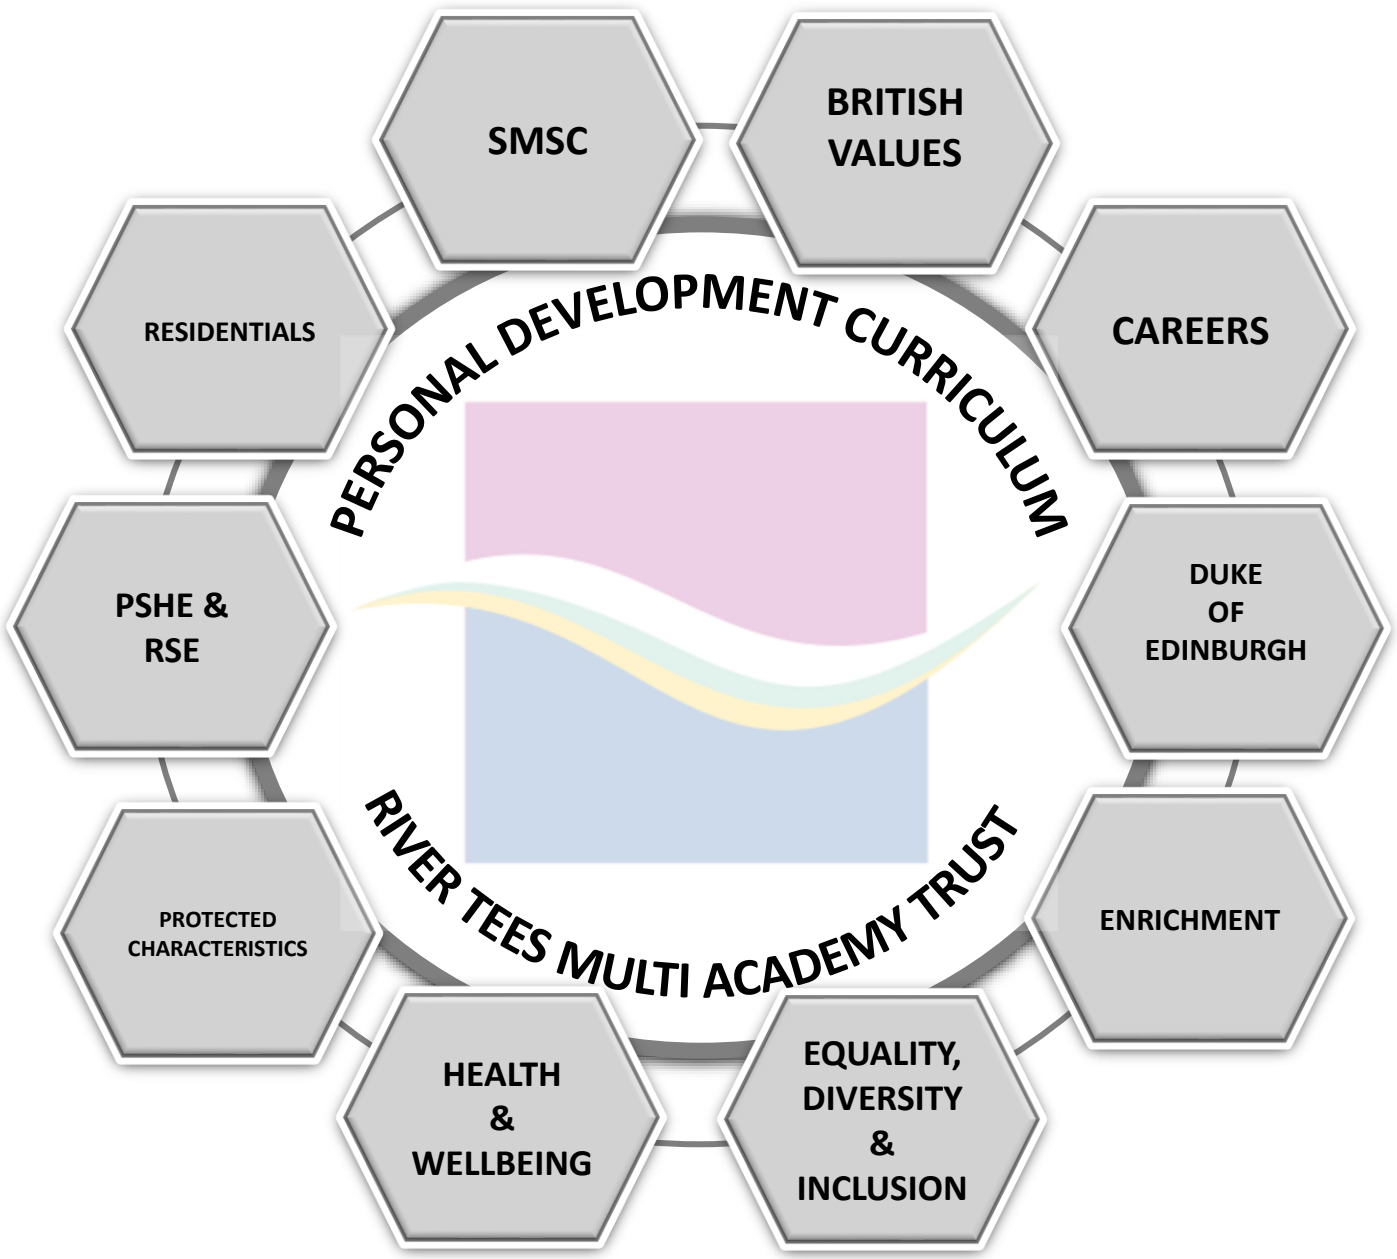 SMSC
BRITISH
VALUES
CAREERS
DUKE
OF
EDINBURGH
ENRICHMENT
EQUALITY,
DIVERSITY
&
INCLUSION
HEALTH
&
WELLBEING
PROTECTED
CHARACTERISTICS
PSHE &
RSE
RESIDENTIALS
PERSONAL DEVELOPMENT CURRICULUM
RIVER TEES MULTI ACADEMY TRUST